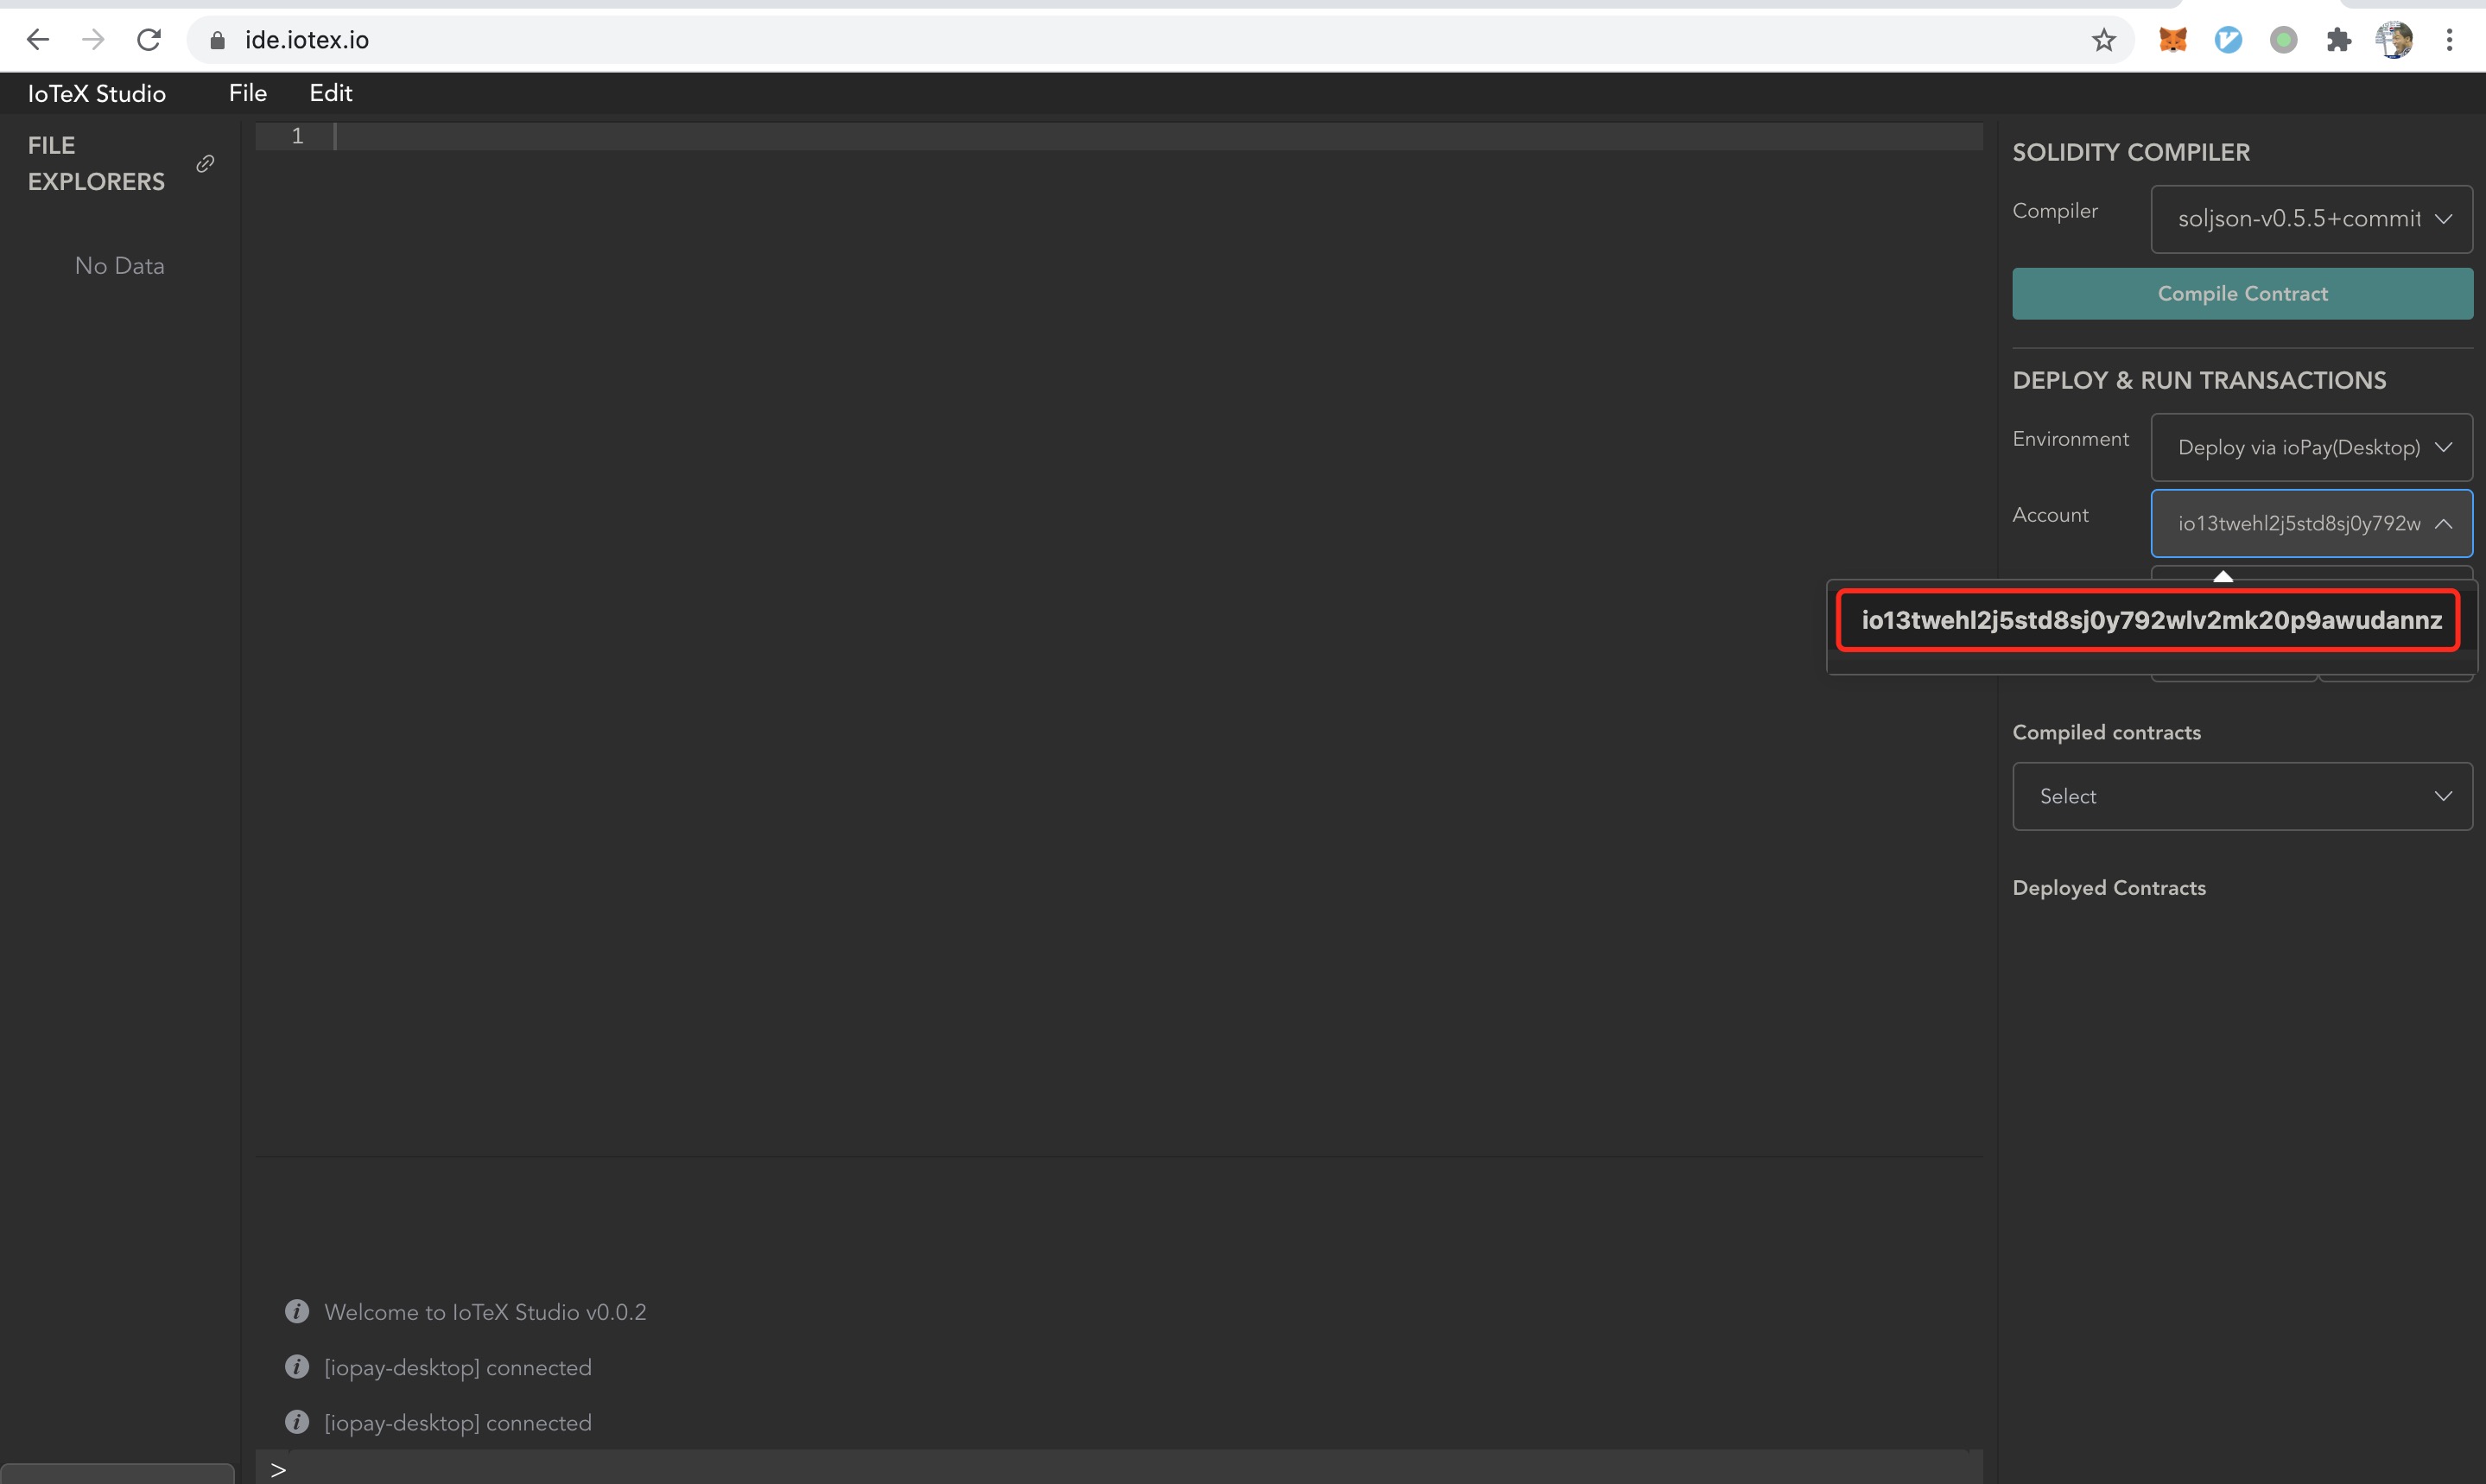 ide.iotex.io
IoTeX Studio File Edit
FILE
EXPLORERS
No Data
1
SOLIDITY COMPILER
Compiler soljson-v0.5.5+commit
Compile Contract
DEPLOY & RUN TRANSACTIONS
Environment Deploy via ioPay(Desktop)
Account io13twehl2j5std8sj0y792w
io13twehl2j5std8sj0y792wlv2mk20p9awudannz
Compiled contracts
Select
Deployed Contracts
Welcome to IoTeX Studio v0.0.2
[iopay-desktop] connected
[iopay-desktop] connected
>